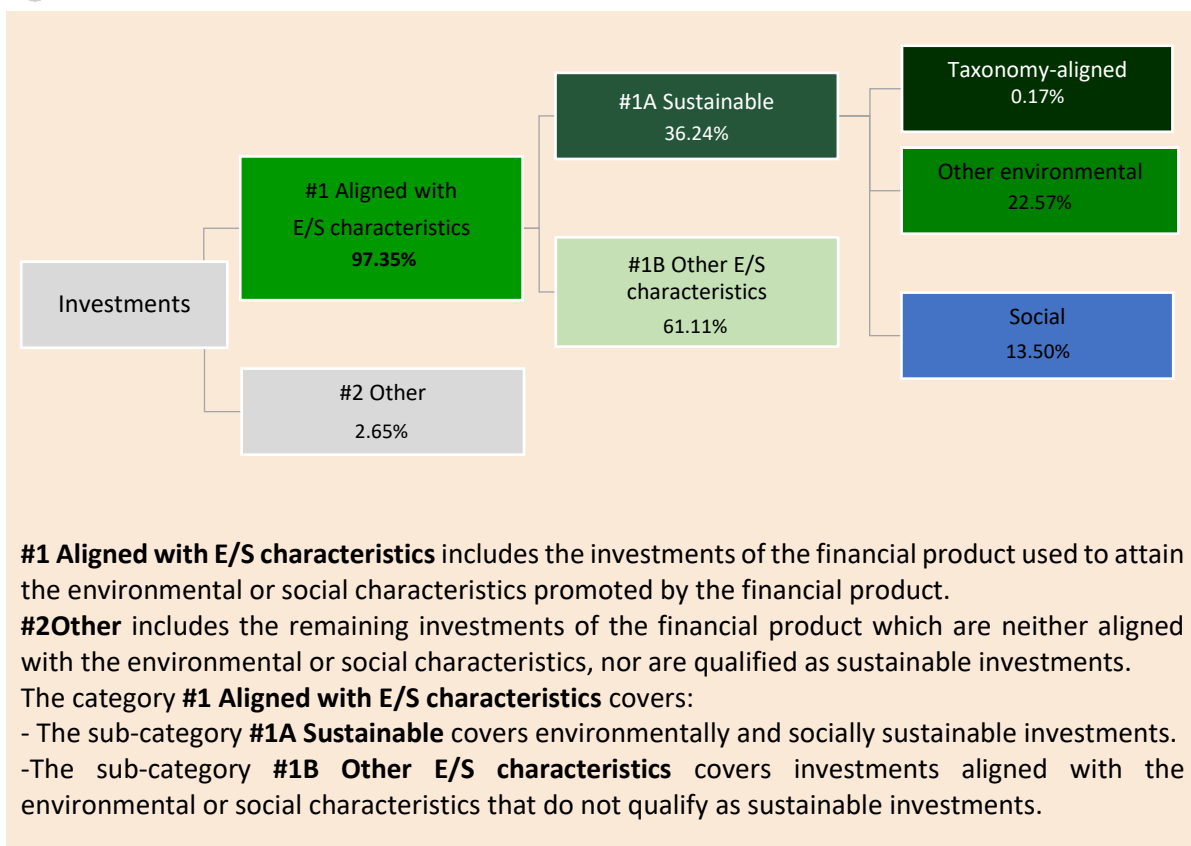 Taxonomy-aligned
0.17%
#1A Sustainable
36.24%
Other environmental
22.57%
#1 Aligned with
E/S characteristics
97.35%
#1B Other E/S
characteristics
61.11%
Investments
Social
13.50%
#2 Other
2.65%
#1 Aligned with E/S characteristics includes the investments of the financial product used to attain
the environmental or social characteristics promoted by the financial product.
#2Other includes the remaining investments of the financial product which are neither aligned
with the environmental or social characteristics, nor are qualified as sustainable investments.
The category #1 Aligned with E/S characteristics covers:
- The sub-category #1A Sustainable covers environmentally and socially sustainable investments.
-The sub-category #1B Other E/S characteristics covers investments aligned with the
environmental or social characteristics that do not qualify as sustainable investments.